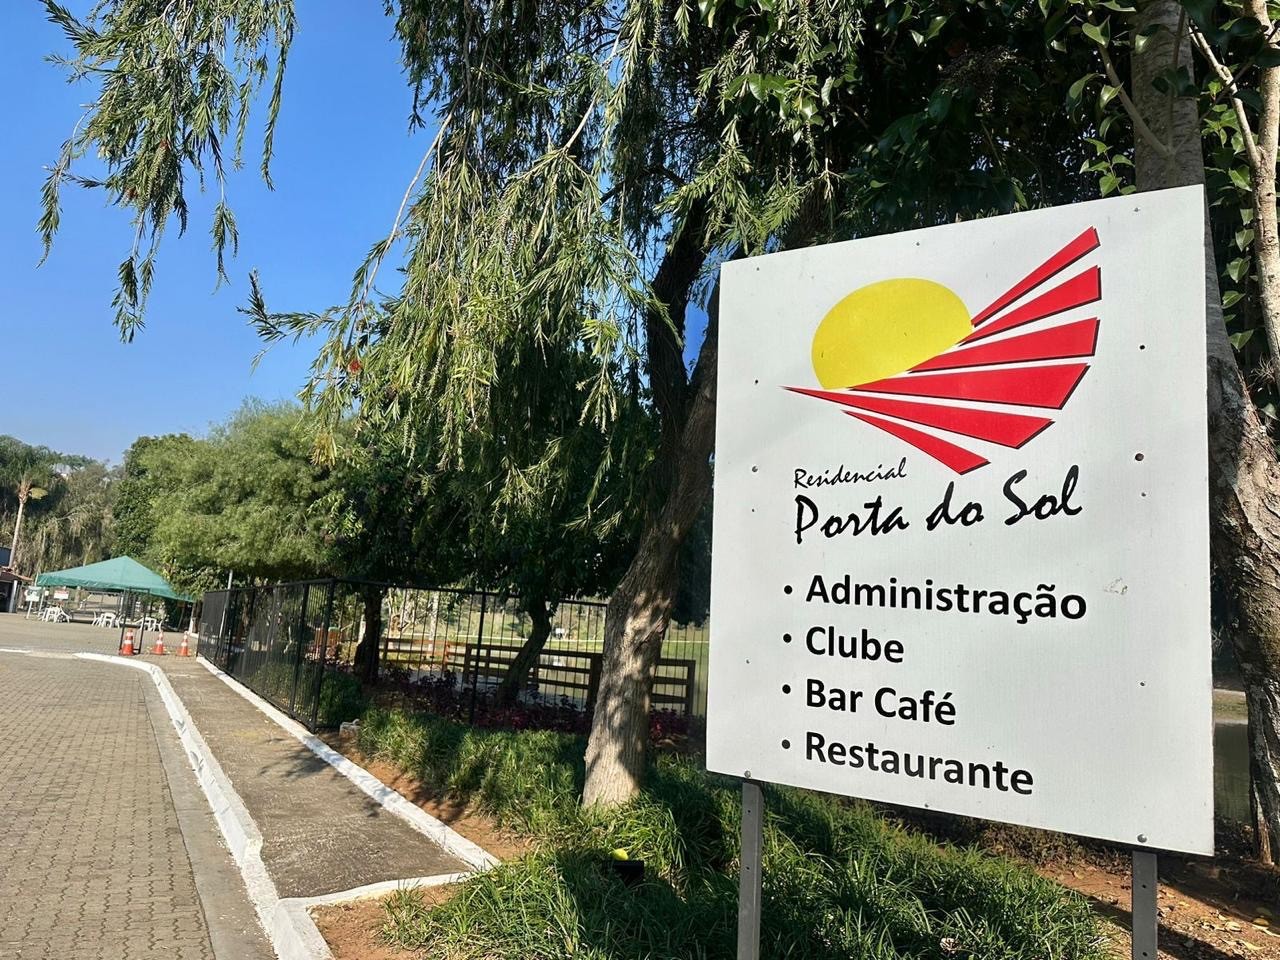 Residencial
Porta do Sol
• Administração
• Clube
• Bar Café
• Restaurante